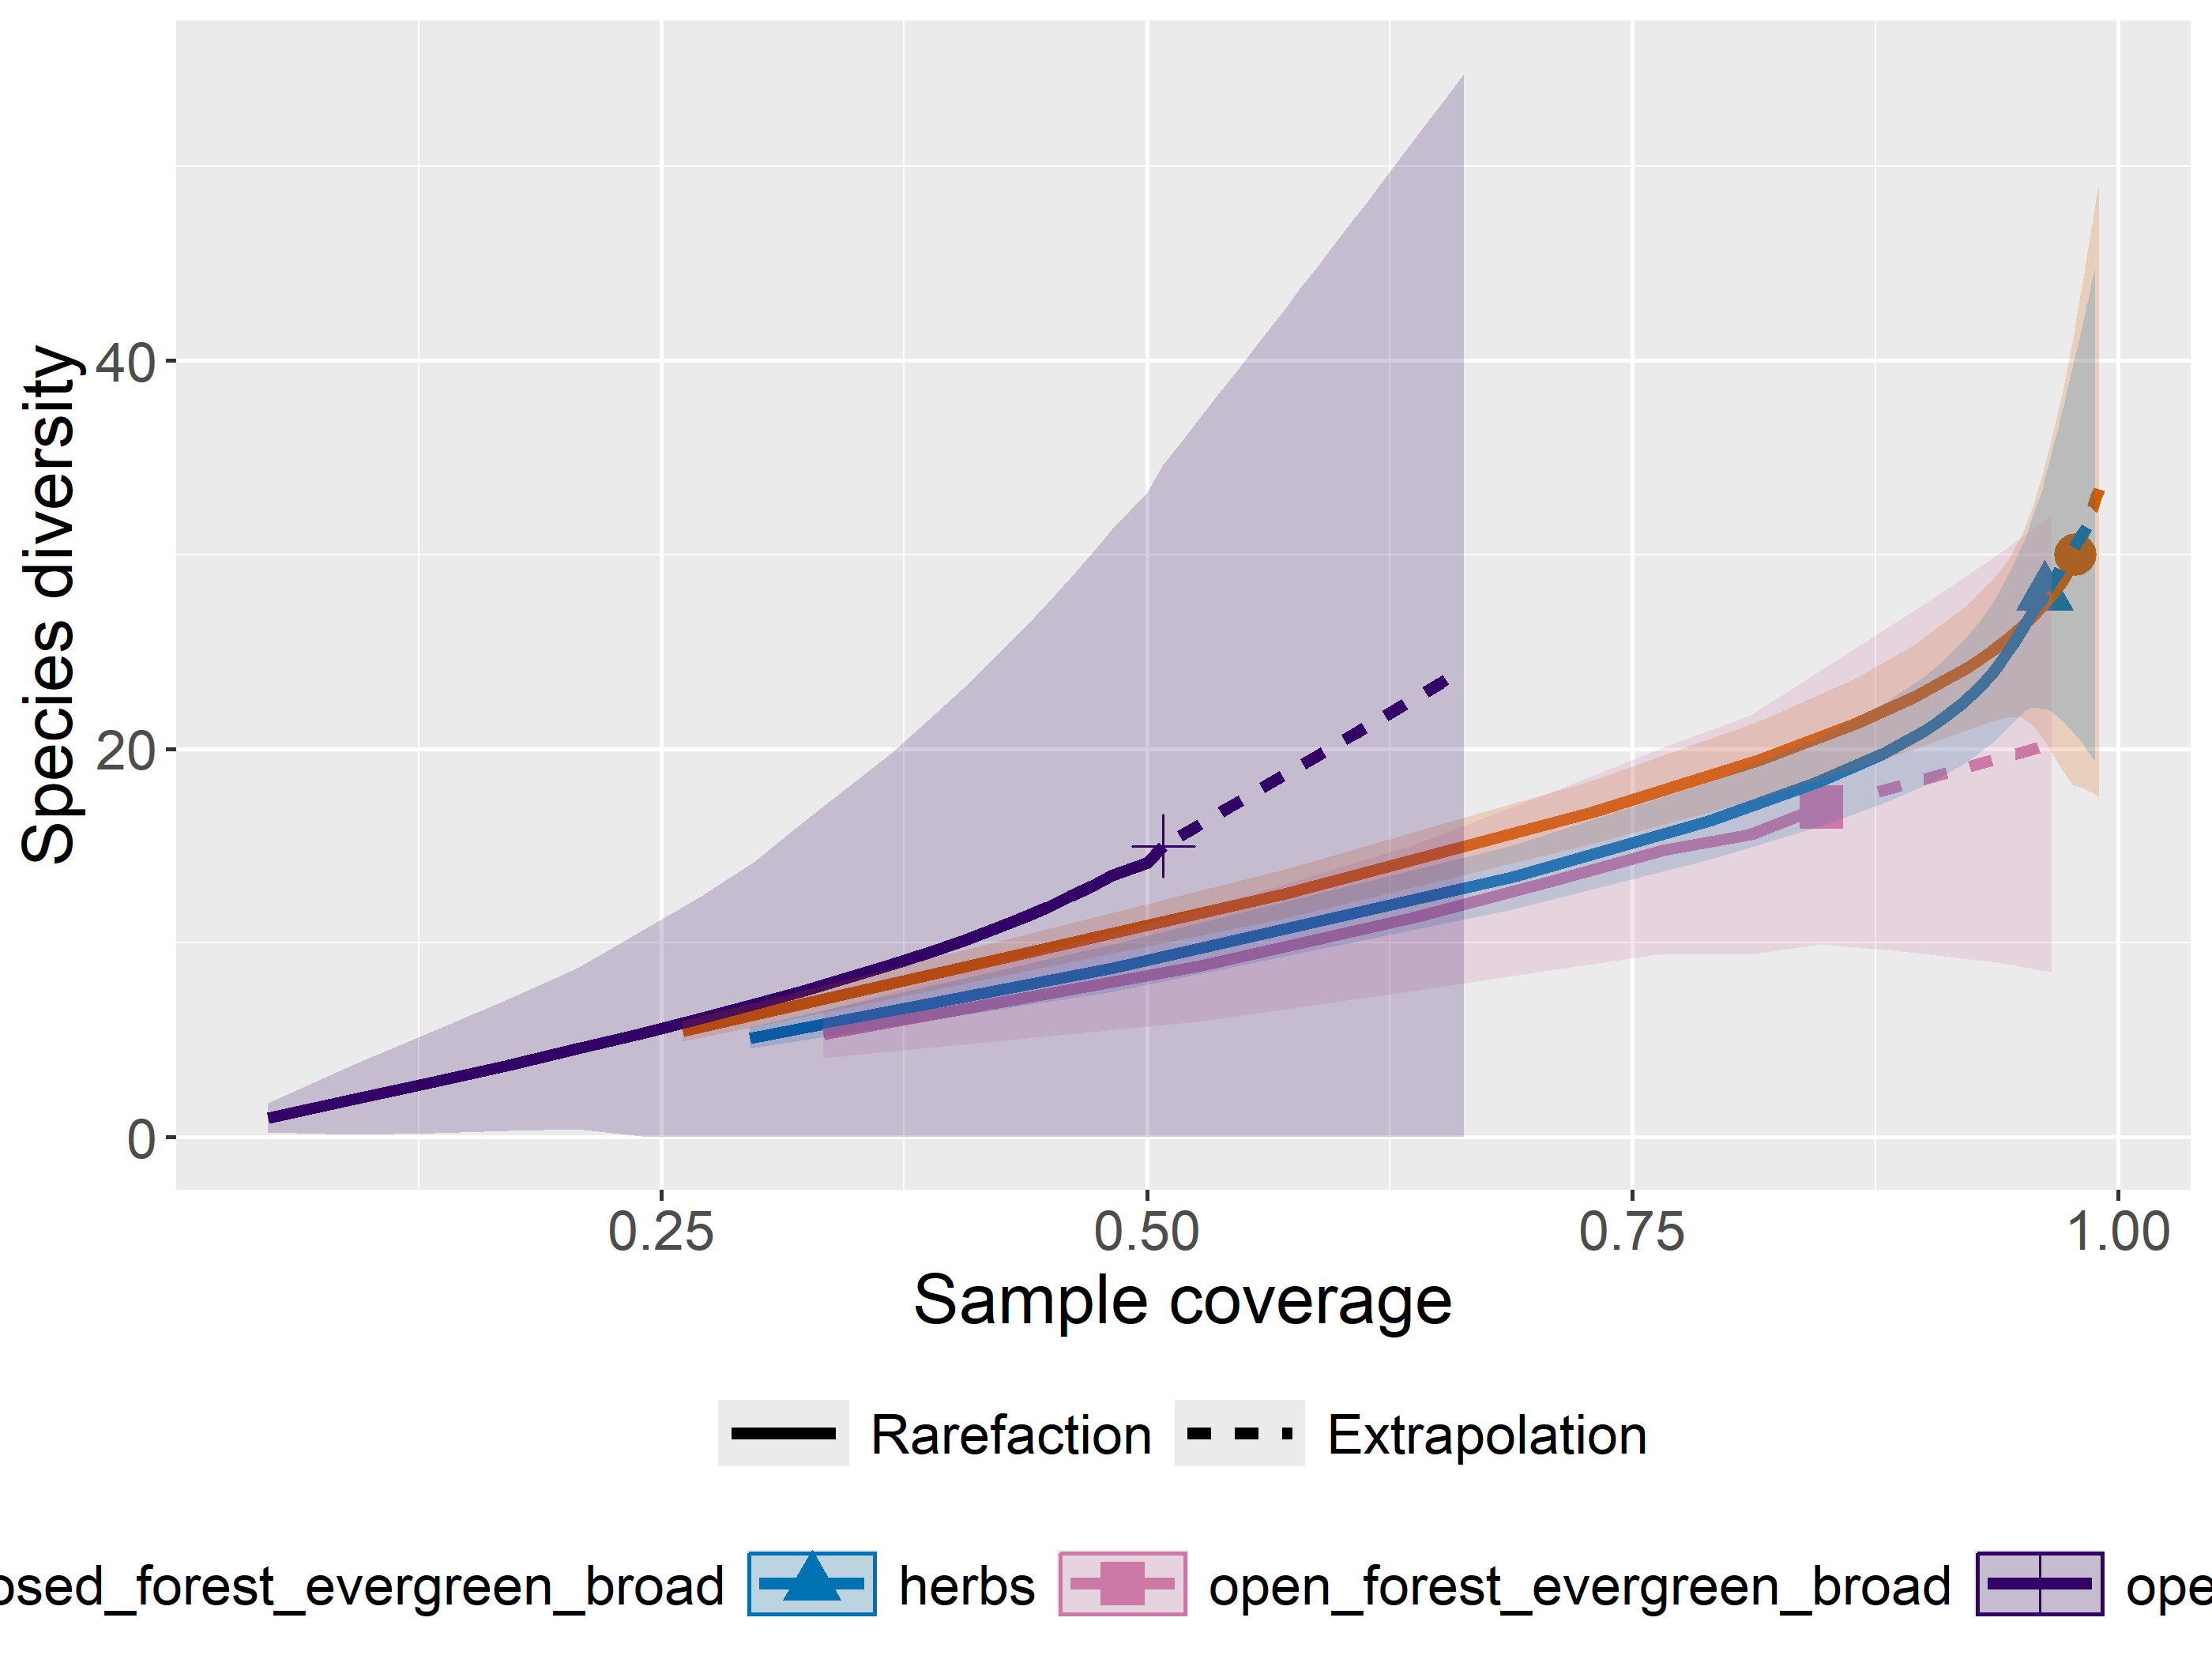 Species diversity
40
20
0
0.25 0.50 0.75 1.00
Sample coverage
Rarefaction Extrapolation
osed_forest_evergreen_broad herbs open_forest_evergreen_broad ope